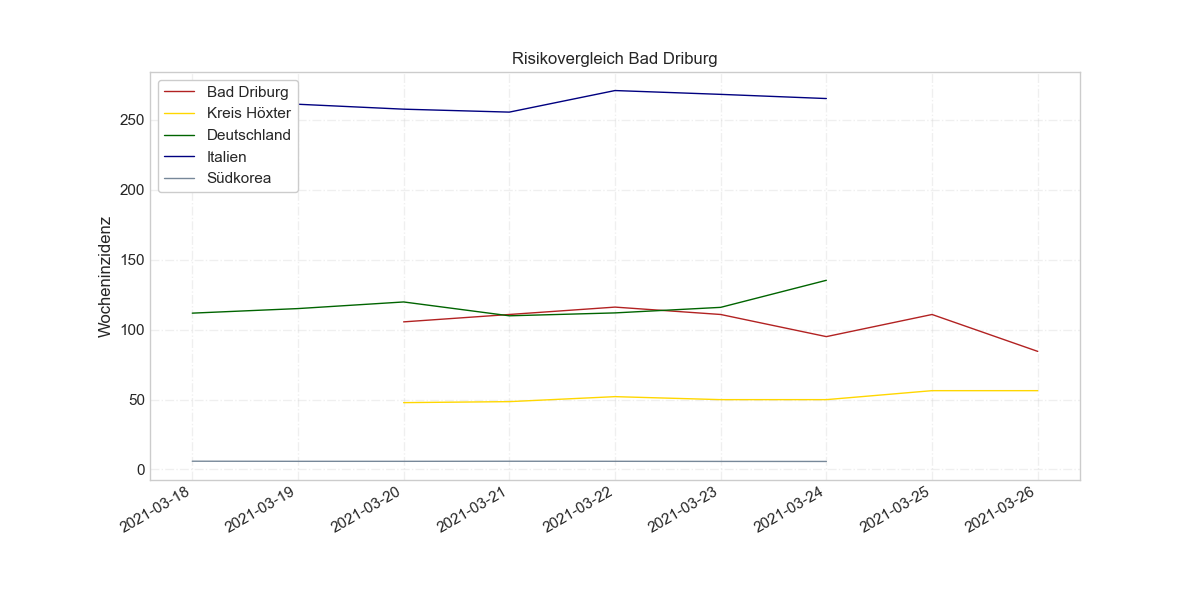 Risikovergleich Bad Driburg
Bad Driburg
Kreis Höxter
Deutschland
Italien
Südkorea
Wocheninzidenz
250
200
150
100
50
0
2021-03-18
2021-03-19
2021-03-20
2021-03-21
2021-03-22
2021-03-23
2021-03-24
2021-03-25
2021-03-26